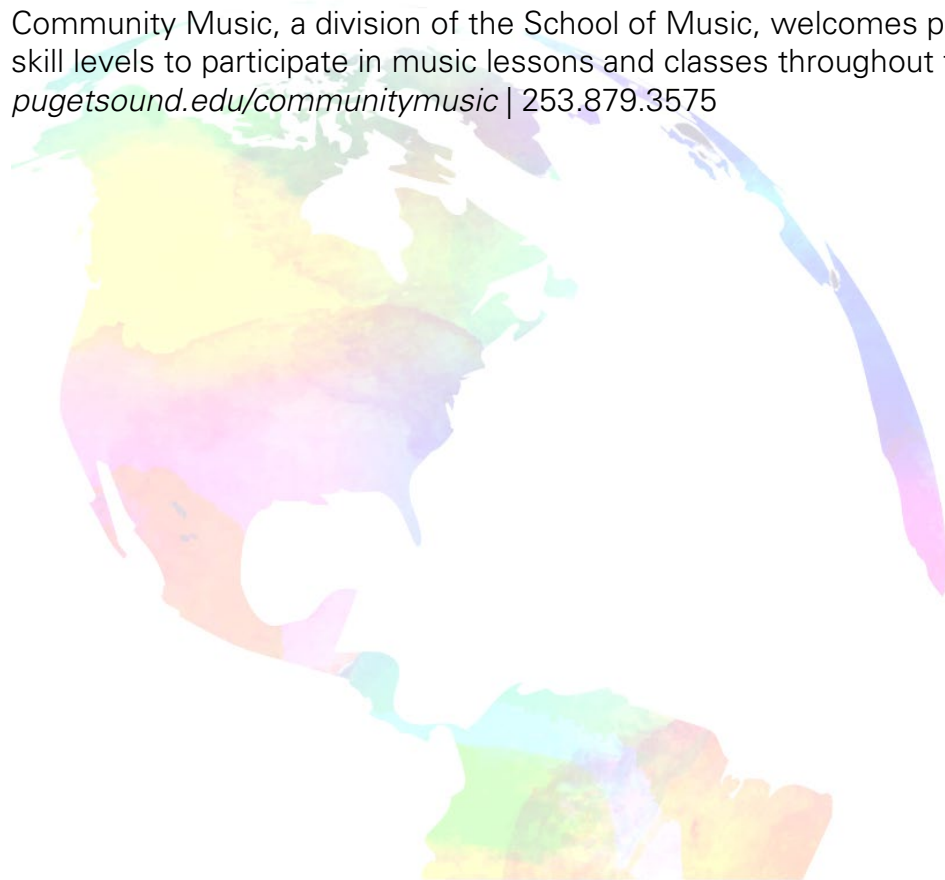 Community Music, a division of the School of Music, welcomes
skill levels to participate in music lessons and classes throughout
pugetsound.edu/communitymusic | 253.879.3575